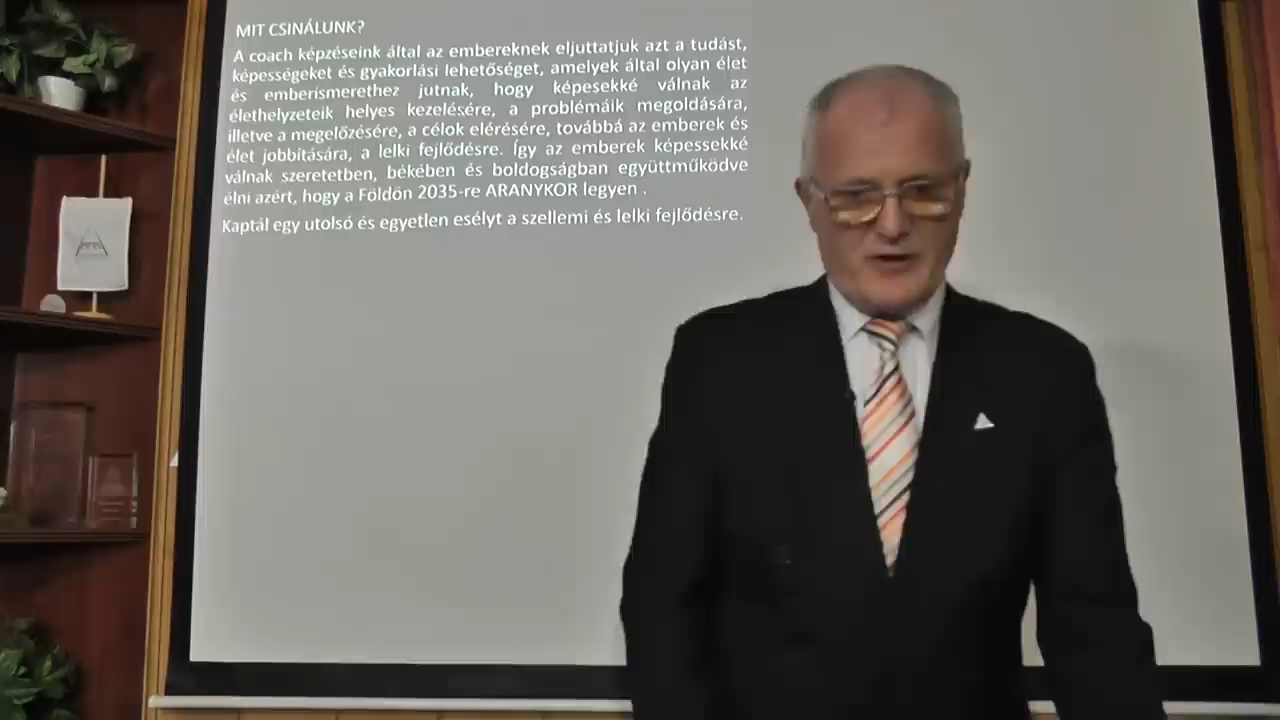 MIT CSINÁLUNK?
A coach képzéseink által az embereknek eljuttatjuk azt a tudást,
képességeket és gyakorlási lehetőséget, amelyek által olyan élet
és emberismerethez jutnak, hogy képesekké válnak az
élethelyzeteik helyes kezelésére, a problémáik megoldására,
illetve a megelőzésére, a célok elérésére, továbbá az emberek és
élet jobbítására, a lelki fejlődésre. Így az emberek képessekké
válnak szeretetben, békében és boldogságban együttműködve
élni azért, hogy a Földön 2035-re ARANYKOR legyen .
Kaptál egy utolsó és egyetlen esélyt a szellemi és lelki fejlődésre.